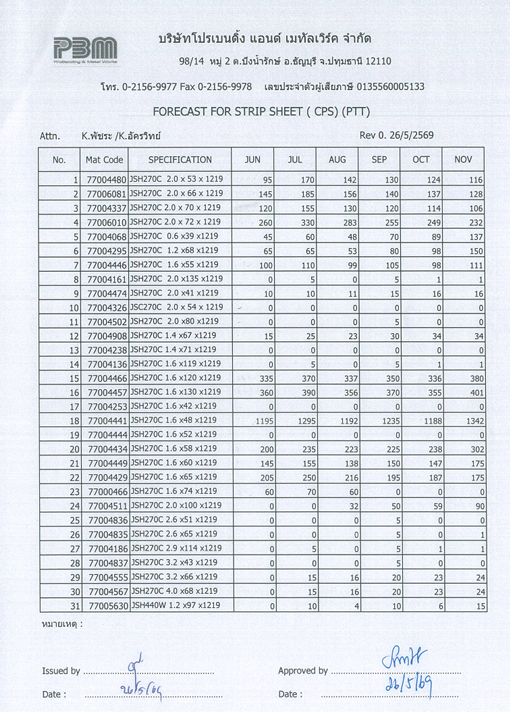 PBM
บริษัทโปรเบนดิ้ง แอนด์ เมทัลเวิร์ค จำกัด
98/14 หมู่ 2 ต.บึงน้ำรักษ์ อ.ธัญบุรี จ.ปทุมธานี 12110
โทร. 0-2156-9977 Fax 0-2156-9978 เลขประจำตัวผู้เสียภาษี 0135560005133
FORECAST FOR STRIP SHEET ( CPS) (PTT)
Attn. K.พัชระ /K.อัครวิทย์ Rev 0. 26/5/2569
No. Mat Code SPECIFICATION JUN JUL AUG SEP OCT NOV
1 77004480 JSH270C 2.0 x 53 x 1219 95 170 142 130 124 116
2 77006081 JSH270C 2.0 x 66 x 1219 145 185 156 140 137 128
3 77004337 JSH270C 2.0 x 70 x 1219 120 155 130 120 114 106
4 77006010 JSH270C 2.0 x 72 x 1219 260 330 283 255 249 232
5 77004068 JSH270C 0.6 x39 x1219 45 60 48 70 89 137
6 77004295 JSH270C 1.2 x68 x1219 65 65 53 80 98 150
7 77004446 JSH270C 1.6 x55 x1219 100 110 99 105 98 111
8 77004161 JSH270C 2.0 x135 x1219 0 5 0 5 1 1
9 77004474 JSH270C 2.0 x41 x1219 10 10 11 15 16 16
10 77004326 JSC270C 2.0 x 54 x 1219 0 0 0 0 0 0
11 77004502 JSH270C 2.0 x80 x1219 0 0 0 5 0 0
12 77004908 JSH270C 1.4 x67 x1219 15 25 23 30 34 34
13 77004238 JSH270C 1.4 x71 x1219 0 0 0 0 0 0
14 77004136 JSH270C 1.6 x119 x1219 0 5 0 5 1 1
15 77004466 JSH270C 1.6 x120 x1219 335 370 337 350 336 380
16 77004457 JSH270C 1.6 x130 x1219 360 390 356 370 355 401
17 77004253 JSH270C 1.6 x42 x1219 0 0 0 0 0 0
18 77004441 JSH270C 1.6 x48 x1219 1195 1295 1192 1235 1188 1342
19 77004444 JSH270C 1.6 x52 x1219 0 0 0 0 0 0
20 77004434 JSH270C 1.6 x58 x1219 200 235 223 225 238 302
21 77004449 JSH270C 1.6 x60 x1219 145 155 138 150 147 175
22 77004429 JSH270C 1.6 x65 x1219 205 250 216 195 187 175
23 77000466 JSH270C 1.6 x74 x1219 60 70 60 0 0 0
24 77004511 JSH270C 2.0 x100 x1219 0 0 32 50 59 90
25 77004836 JSH270C 2.6 x51 x1219 0 0 0 5 0 0
26 77004835 JSH270C 2.6 x65 x1219 0 0 0 5 1 1
27 77004186 JSH270C 2.9 x114 x1219 0 5 0 5 1 1
28 77004837 JSH270C 3.2 x43 x1219 0 0 0 5 0 0
29 77004555 JSH270C 3.2 x66 x1219 0 15 16 20 23 24
30 77004567 JSH270C 4.0 x68 x1219 0 15 16 20 23 24
31 77005630 JSH440W 1.2 x97 x1219 0 10 4 10 6 15
หมายเหตุ :
Issued by Approved by
Date : 26/5/69 Date : 26/5/69